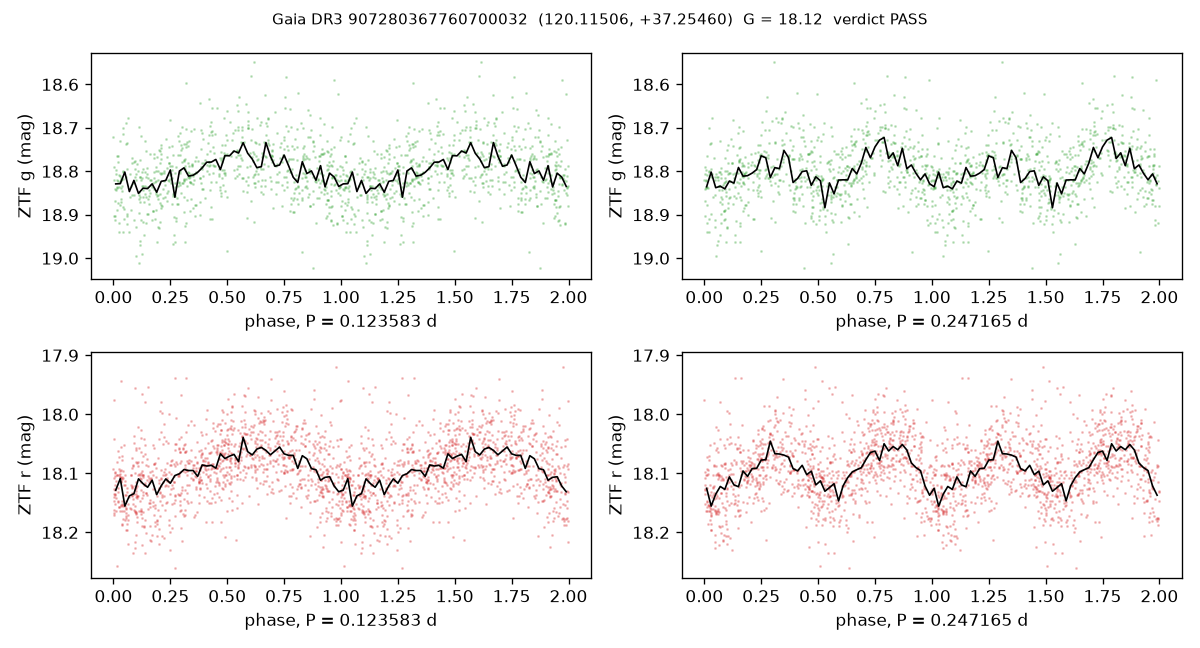 Gaia DR3 907280367760700032 (120.11506, +37.25460) G = 18.12 verdict PASS
ZTF g (mag)
18.6
18.7
18.8
18.9
19.0
0.00 0.25 0.50 0.75 1.00 1.25 1.50 1.75 2.00
phase, P = 0.123583 d
ZTF g (mag)
18.6
18.7
18.8
18.9
19.0
0.00 0.25 0.50 0.75 1.00 1.25 1.50 1.75 2.00
phase, P = 0.247165 d
ZTF r (mag)
17.9
18.0
18.1
18.2
0.00 0.25 0.50 0.75 1.00 1.25 1.50 1.75 2.00
phase, P = 0.123583 d
ZTF r (mag)
17.9
18.0
18.1
18.2
0.00 0.25 0.50 0.75 1.00 1.25 1.50 1.75 2.00
phase, P = 0.247165 d